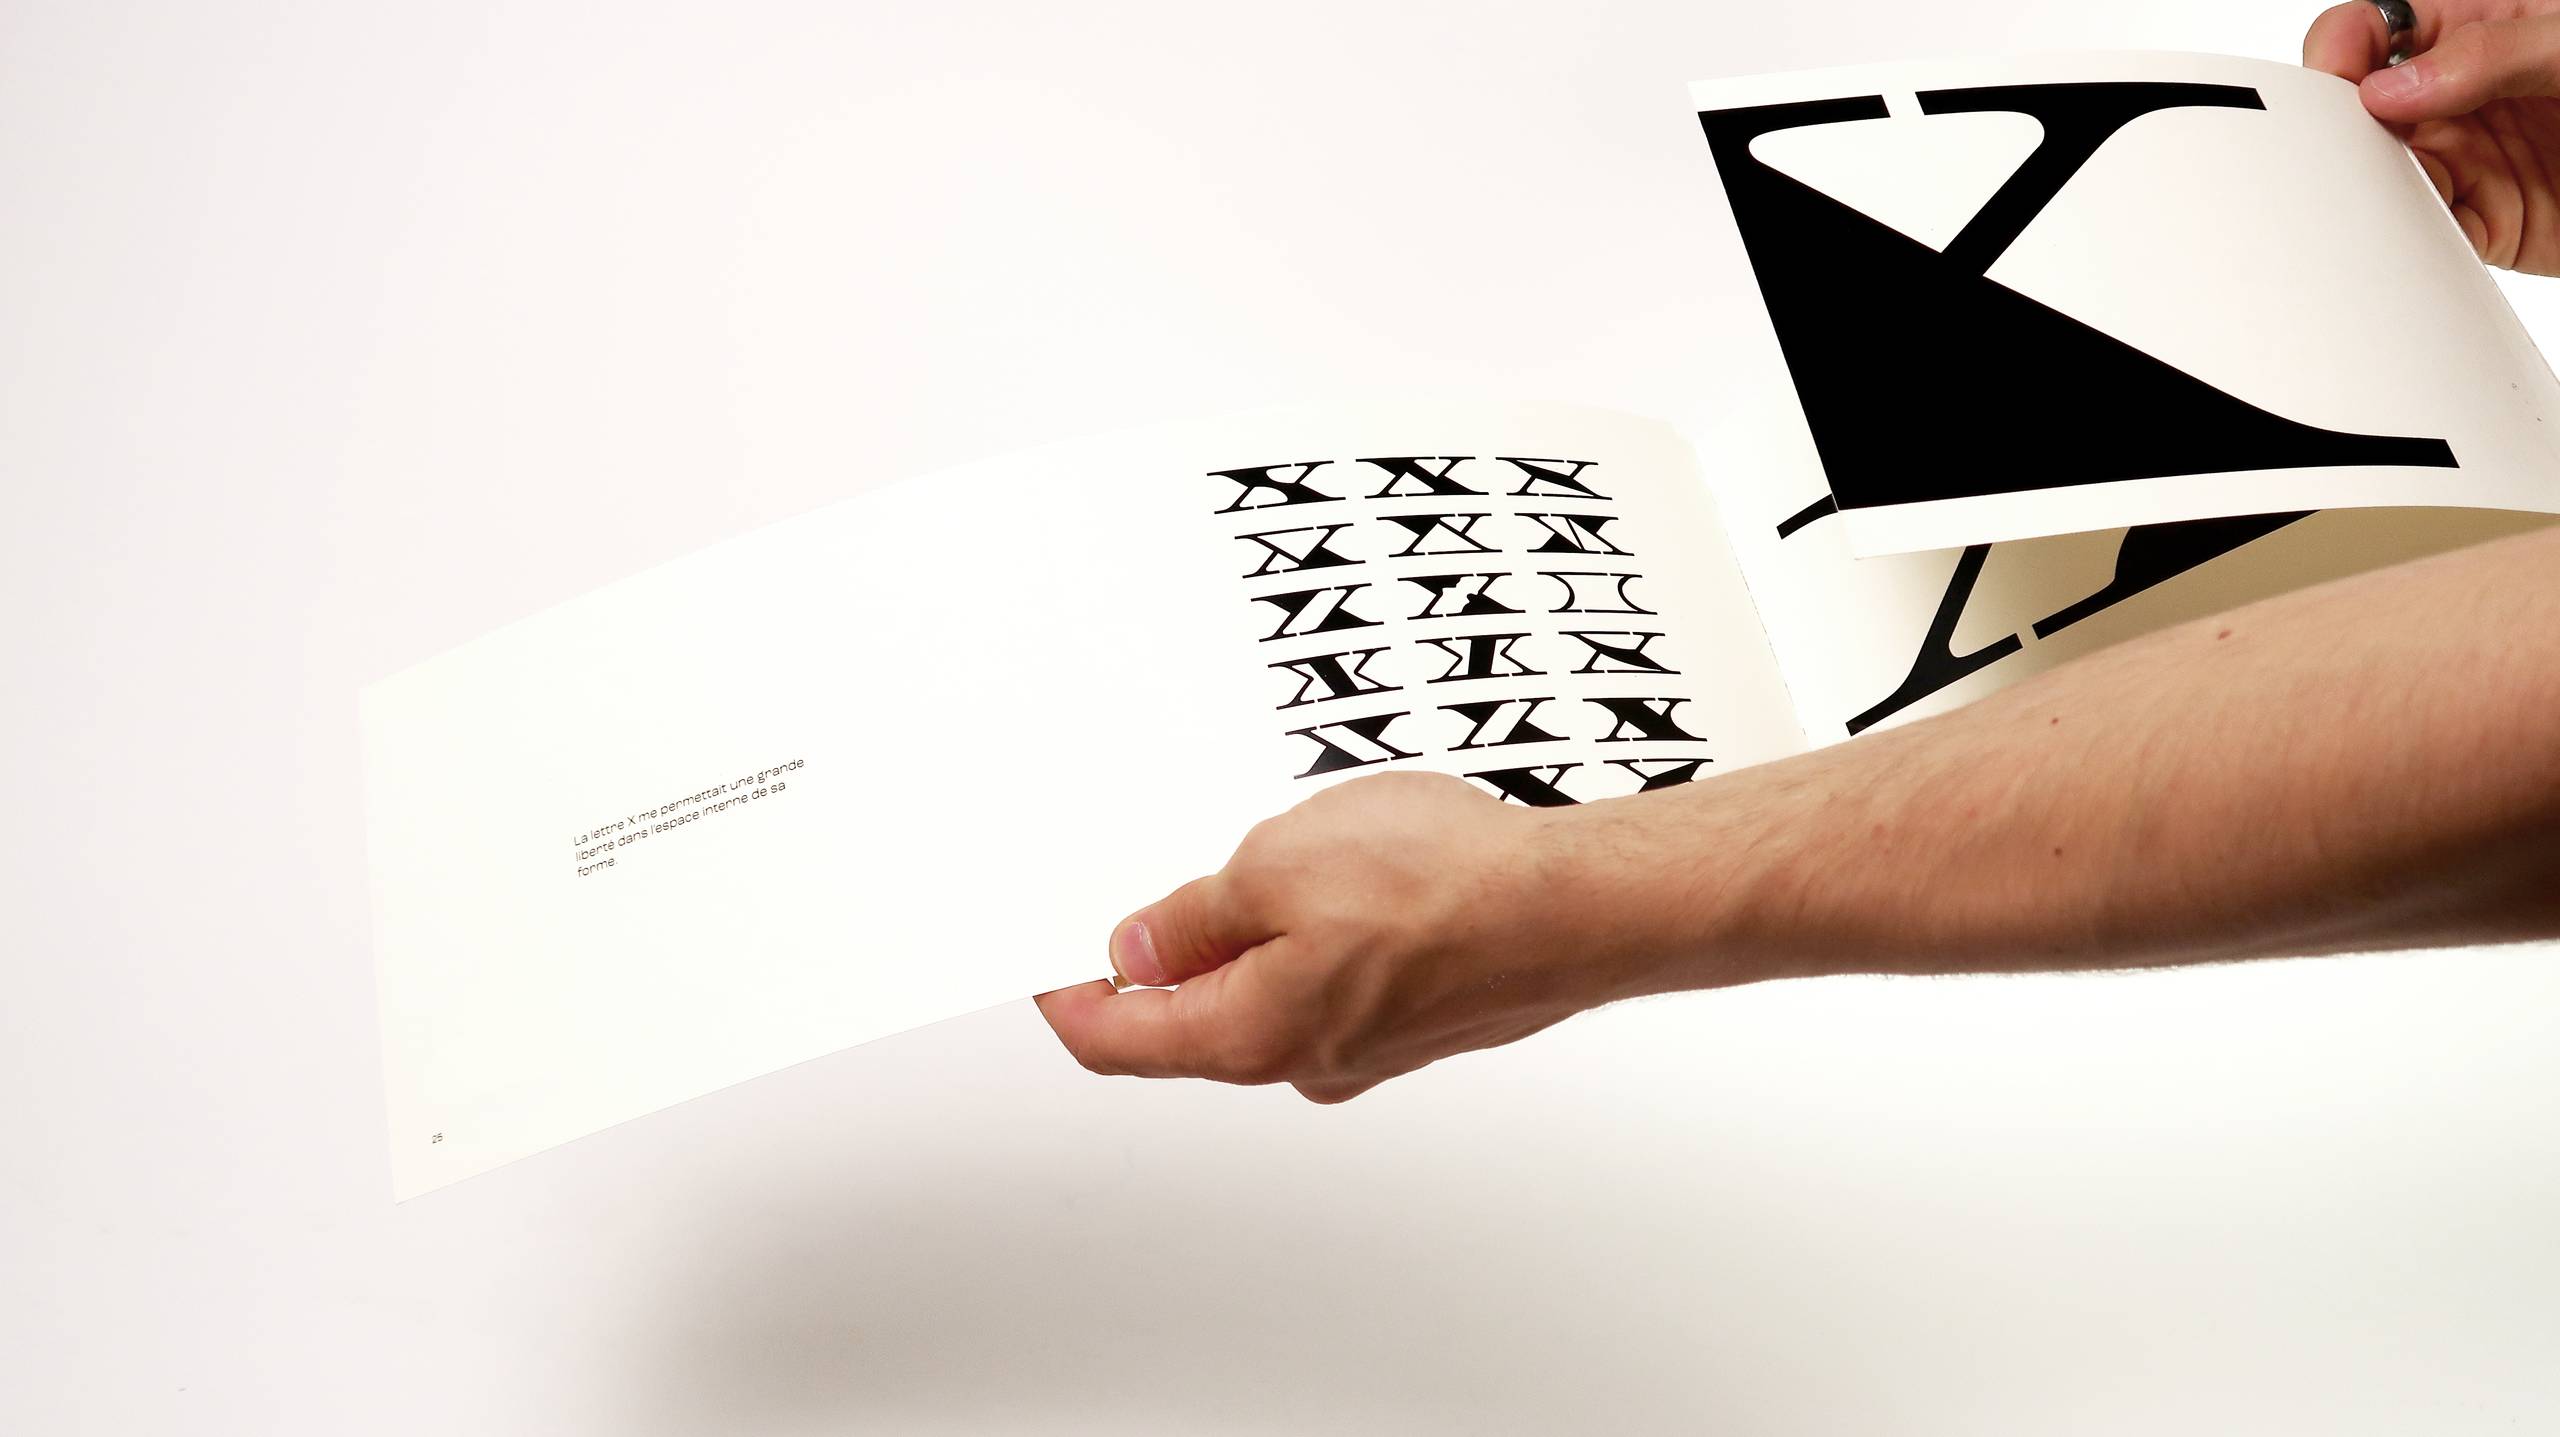 La lettre X me permettait une grande
liberté dans l'espace interne de sa
forme.
25
X X X
X X X
X X X
X X X
X X X
X X
X